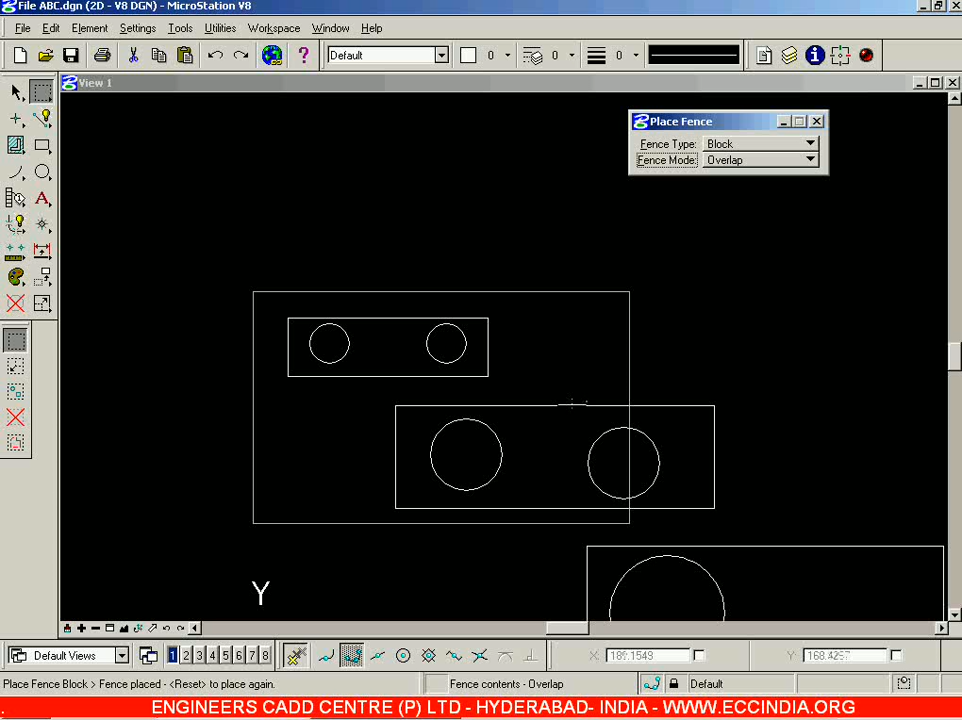 File ABC.dgn (2D - V8 DGN) - MicroStation V8
File Edit Element Settings Tools Utilities Workspace Window Help
Default 0 0 0
View 1
Place Fence
Fence Type: Block
Fence Mode: Overlap
Y
Default Views 1 2 3 4 5 6 7 8 X: Y:
Place Fence Block > Fence placed - <Reset> to place again. Fence contents - Overlap Default
ENGINEERS CADD CENTRE (P) LTD - HYDERABAD- INDIA - WWW.ECCINDIA.ORG